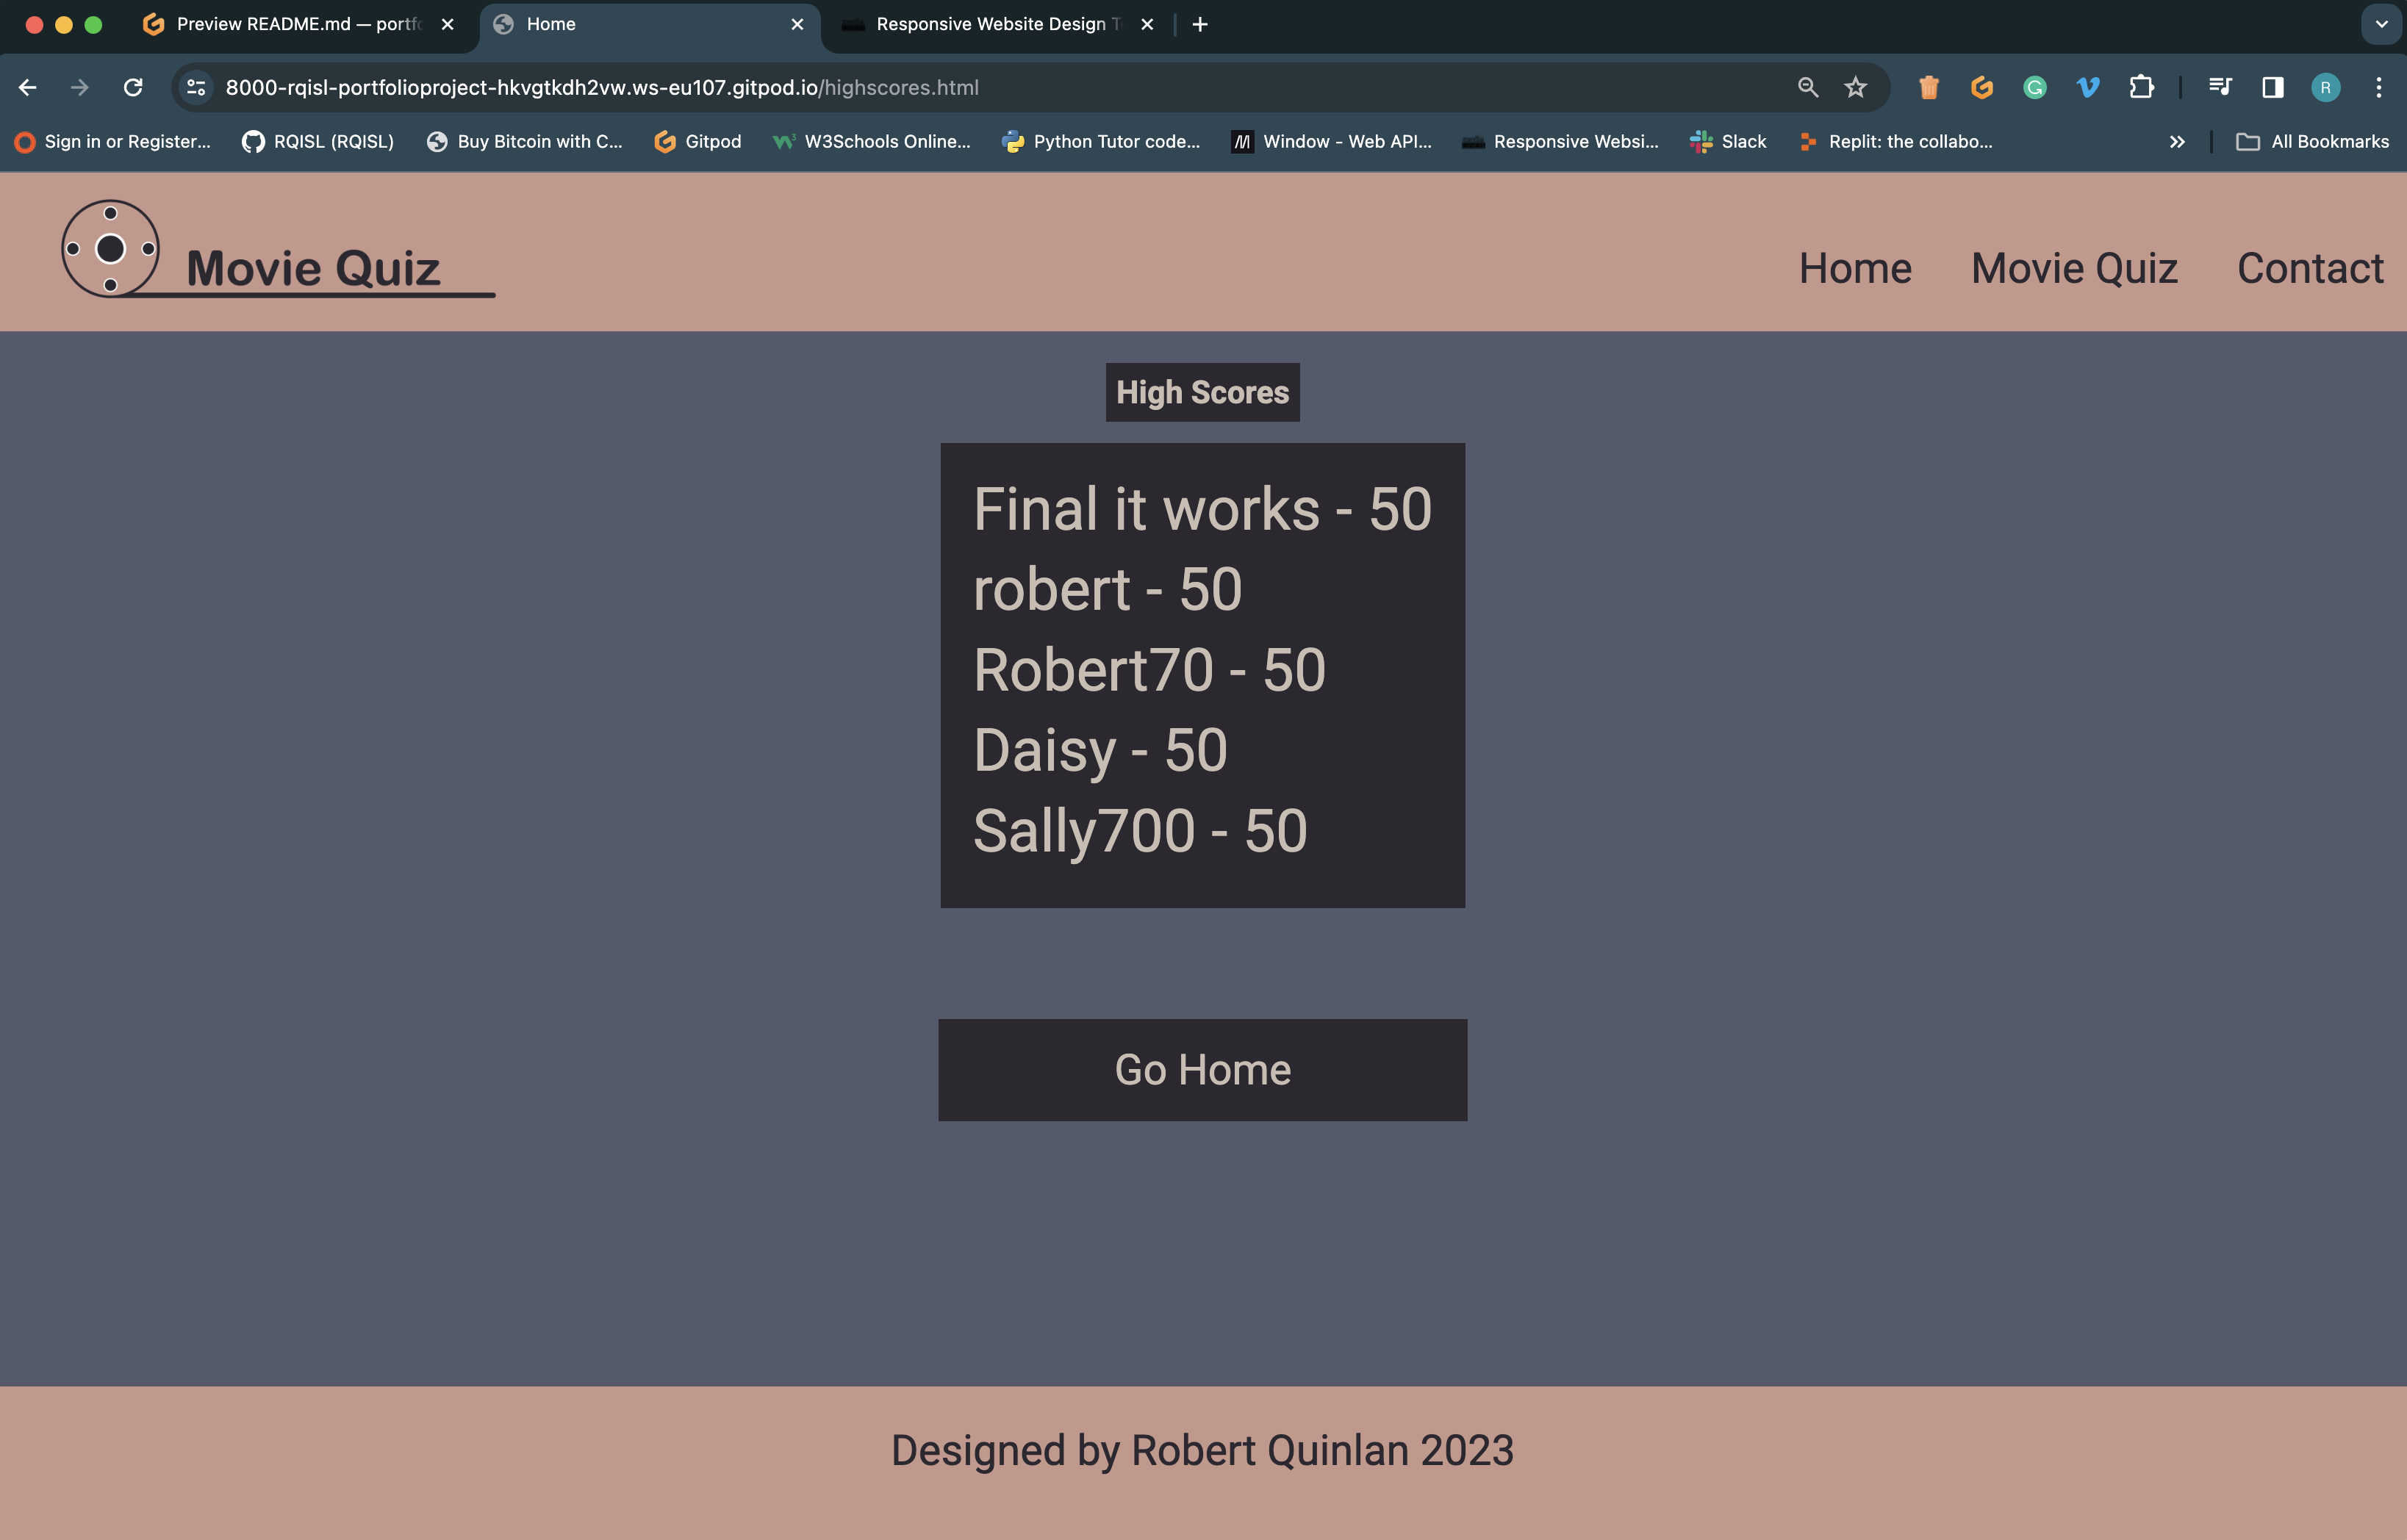 Preview README.md — portfo
Home
Responsive Website Design T
8000-rqisl-portfolioproject-hkvgtkdh2vw.ws-eu107.gitpod.io/highscores.html
R
Sign in or Register...
RQISL (RQISL)
Buy Bitcoin with C...
Gitpod
W3Schools Online...
Python Tutor code...
Window - Web API...
Responsive Websi...
Slack
Replit: the collabo...
All Bookmarks
Movie Quiz
Home
Movie Quiz
Contact
High Scores
Final it works - 50
robert - 50
Robert70 - 50
Daisy - 50
Sally700 - 50
Go Home
Designed by Robert Quinlan 2023